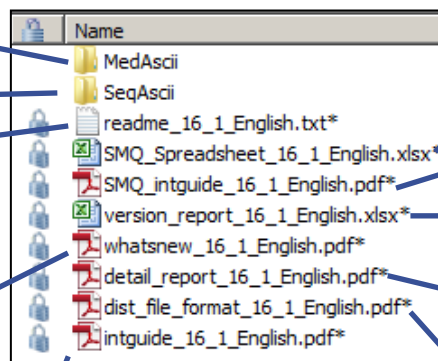 Name
MedAscii
SeqAscii
readme_16_1_English.txt*
SMQ_Spreadsheet_16_1_English.xlsx*
SMQ_intguide_16_1_English.pdf*
version_report_16_1_English.xlsx*
whatsnew_16_1_English.pdf*
detail_report_16_1_English.pdf*
dist_file_format_16_1_English.pdf*
intguide_16_1_English.pdf*